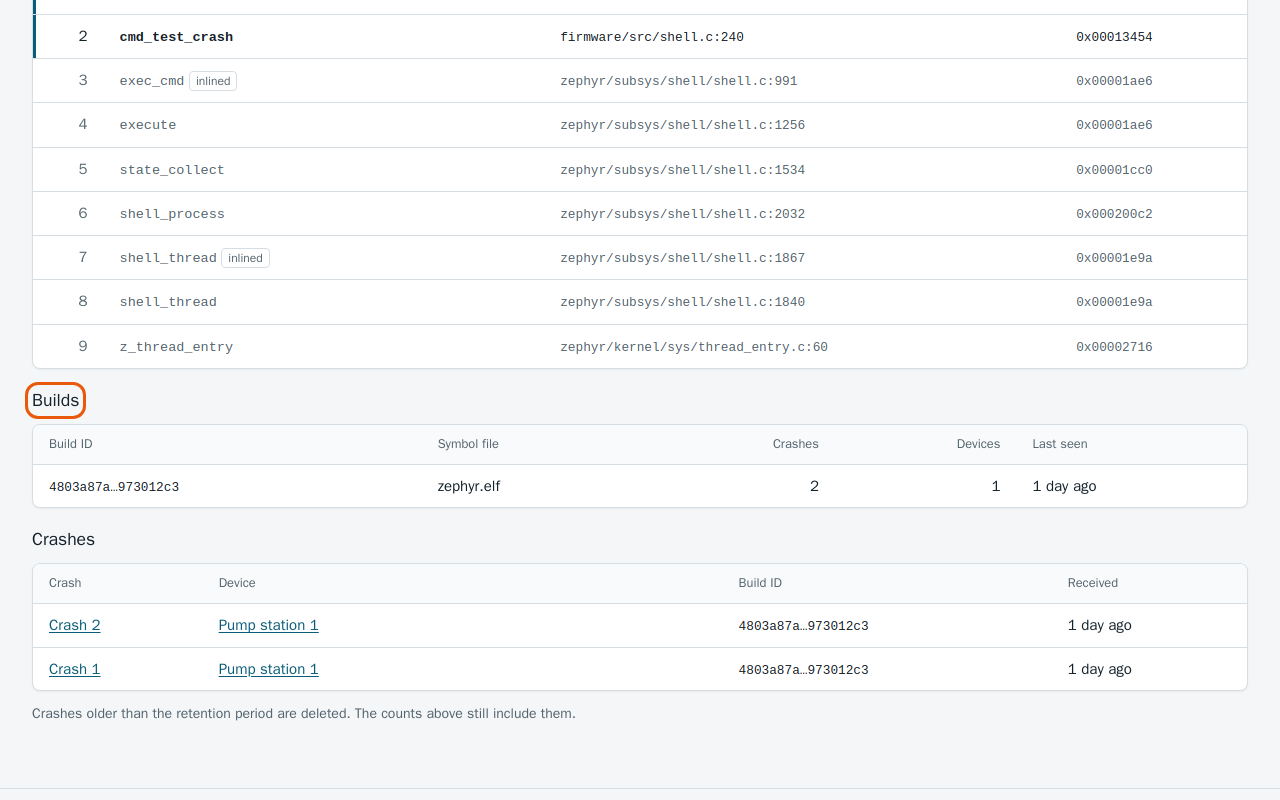 2 cmd_test_crash firmware/src/shell.c:240 0x00013454
3 exec_cmd inlined zephyr/subsys/shell/shell.c:991 0x00001ae6
4 execute zephyr/subsys/shell/shell.c:1256 0x00001ae6
5 state_collect zephyr/subsys/shell/shell.c:1534 0x00001cc0
6 shell_process zephyr/subsys/shell/shell.c:2032 0x000200c2
7 shell_thread inlined zephyr/subsys/shell/shell.c:1867 0x00001e9a
8 shell_thread zephyr/subsys/shell/shell.c:1840 0x00001e9a
9 z_thread_entry zephyr/kernel/sys/thread_entry.c:60 0x00002716
Builds
Build ID Symbol file Crashes Devices Last seen
4803a87a…973012c3 zephyr.elf 2 1 1 day ago
Crashes
Crash Device Build ID Received
Crash 2 Pump station 1 4803a87a…973012c3 1 day ago
Crash 1 Pump station 1 4803a87a…973012c3 1 day ago
Crashes older than the retention period are deleted. The counts above still include them.